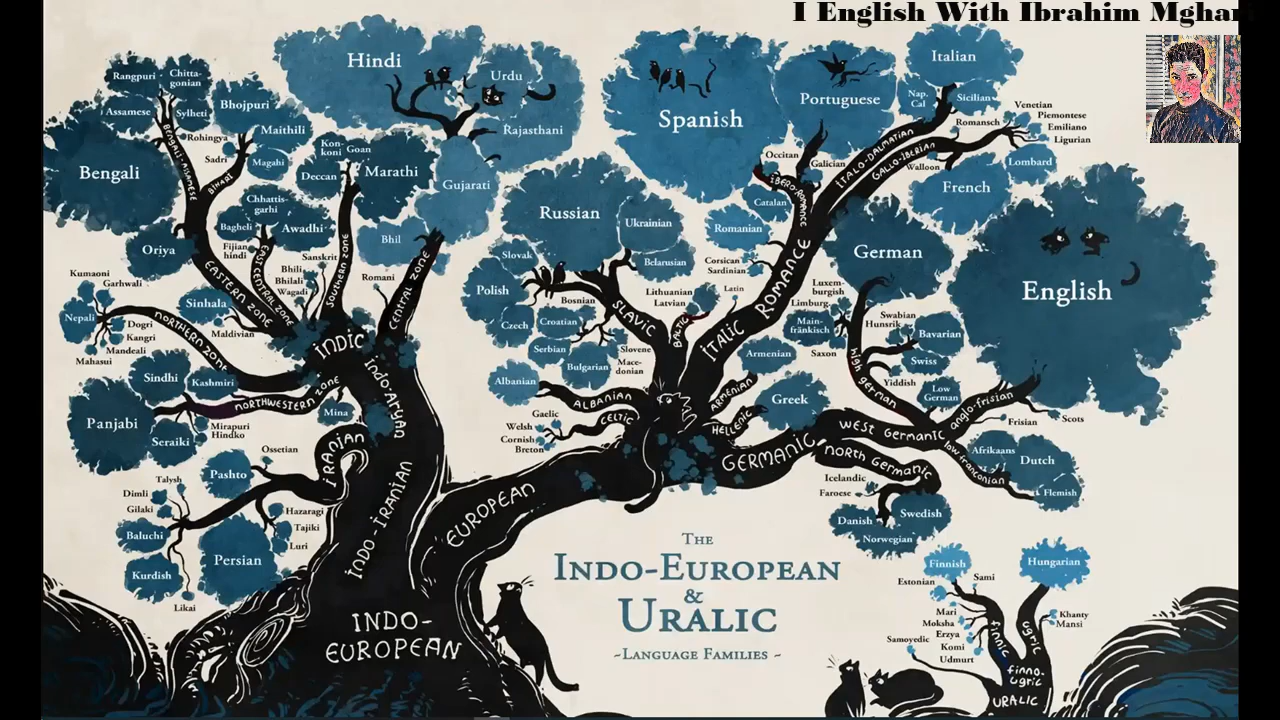 I English With Ibrahim Mghari
Hindi
Urdu
Rajasthani
Gujarati
Rangpuri
Chitta-
gonian
Assamese
Sylheti
Bhojpuri
Rohingya
Maithili
Sadri
Magahi
Bengali
BENGALI-ASSAMESE
BIHARI
Kon-
koni
Goan
Deccan
Marathi
Chhattis-
garhi
Bagheli
Awadhi
Bhil
Oriya
Fijian
hindi
Sanskrit
Bhili
Bhilali
Wagadi
Romani
EASTERN ZONE
EAST CENTRAL ZONE
SOUTHERN ZONE
CENTRAL ZONE
Kumaoni
Garhwali
Nepali
Dogri
Kangri
Mandeali
Mahasui
Sinhala
Maldivian
NORTHERN ZONE
INDIC
INDO-ARYAN
Sindhi
Kashmiri
NORTHWESTERN ZONE
Panjabi
Seraiki
Mirapuri
Hindko
Mina
IRANIAN
Ossetian
Pashto
Talysh
Dimli
Gilaki
Baluchi
Kurdish
Persian
Hazaragi
Tajiki
Luri
Likai
INDO-IRANIAN
INDO-
EUROPEAN
EUROPEAN
Spanish
Portuguese
Italian
Nap.
Cal
Sicilian
Venetian
Piemontese
Emiliano
Ligurian
Romansch
Lombard
Walloon
French
Occitan
Galician
Catalan
IBERO-ROMANCE
ITALO-DALMATIAN
GALLO-IBERIAN
Romanian
Corsican
Sardinian
Latin
ROMANCE
ITALIC
Russian
Ukrainian
Belarusian
Slovak
Polish
Bosnian
Czech
Croatian
Serbian
Bulgarian
Slovene
Mace-
donian
SLAVIC
Lithuanian
Latvian
BALTIC
Albanian
ALBANIAN
Gaelic
Welsh
Cornish
Breton
CELTIC
Armenian
ARMENIAN
Greek
HELLENIC
German
Luxem-
burgish
Limburg.
Main-
fränkisch
Saxon
Swabian
Hunsrik
Bavarian
Swiss
Yiddish
Low
German
high german
English
anglo-frisian
Frisian
Scots
GERMANIC
WEST GERMANIC
NORTH GERMANIC
low franconian
Afrikaans
Dutch
Flemish
Icelandic
Faroese
Danish
Swedish
Norwegian
THE
INDO-EUROPEAN
&
URALIC
-LANGUAGE FAMILIES -
Finnish
Hungarian
Estonian
Sami
Mari
Moksha
Erzya
Komi
Udmurt
Samoyedic
Khanty
Mansi
finnic
ugric
finno-
ugric
URALIC